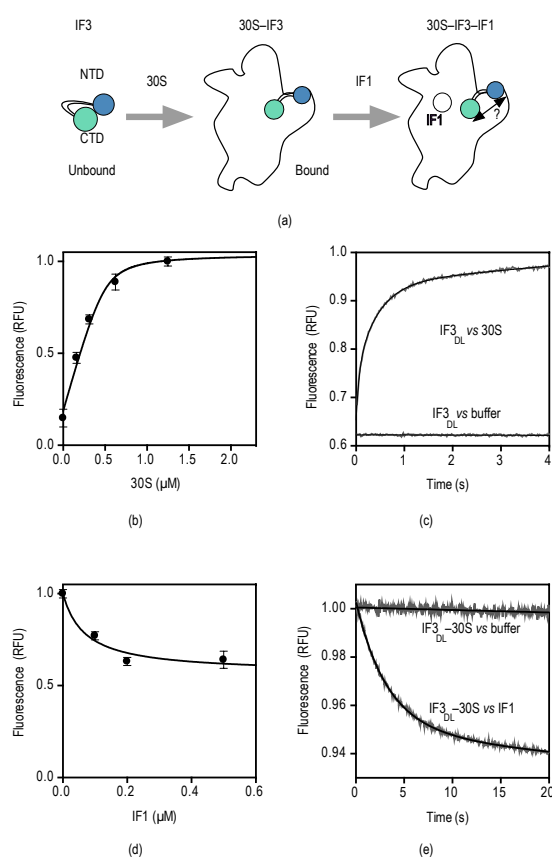 IF3 30S–IF3 30S–IF3–IF1
NTD
30S
IF1
IF1
?
CTD
Unbound Bound
(a)
1.0
0.5
0.0
Fluorescence (RFU)
0.0 0.5 1.0 1.5 2.0
30S (µM)
(b)
1.0
0.9
0.8
0.7
0.6
Fluorescence (RFU)
IF3DL vs 30S
IF3DL vs buffer
0 1 2 3 4
Time (s)
(c)
1.0
0.5
0.0
Fluorescence (RFU)
0.0 0.2 0.4 0.6
IF1 (µM)
(d)
1.00
0.98
0.96
0.94
Fluorescence (RFU)
IF3DL–30S vs buffer
IF3DL–30S vs IF1
0 5 10 15 20
Time (s)
(e)